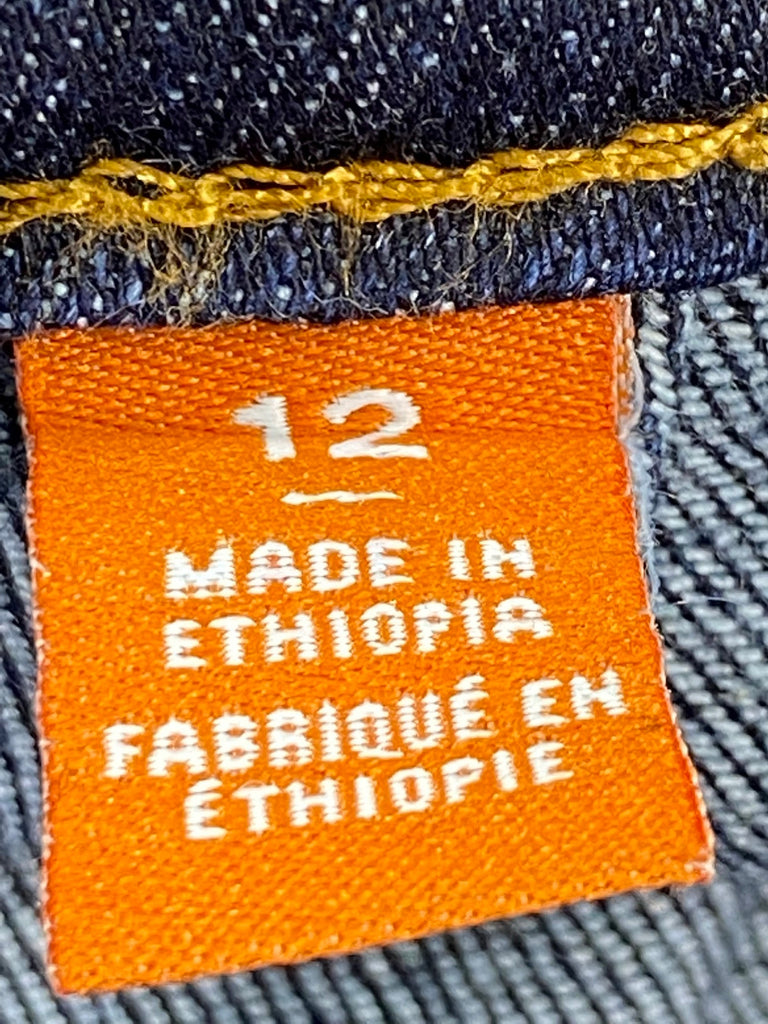 12
MADE IN
ETHIOPIA
FABRIQUÉ EN
ÉTHIOPIE